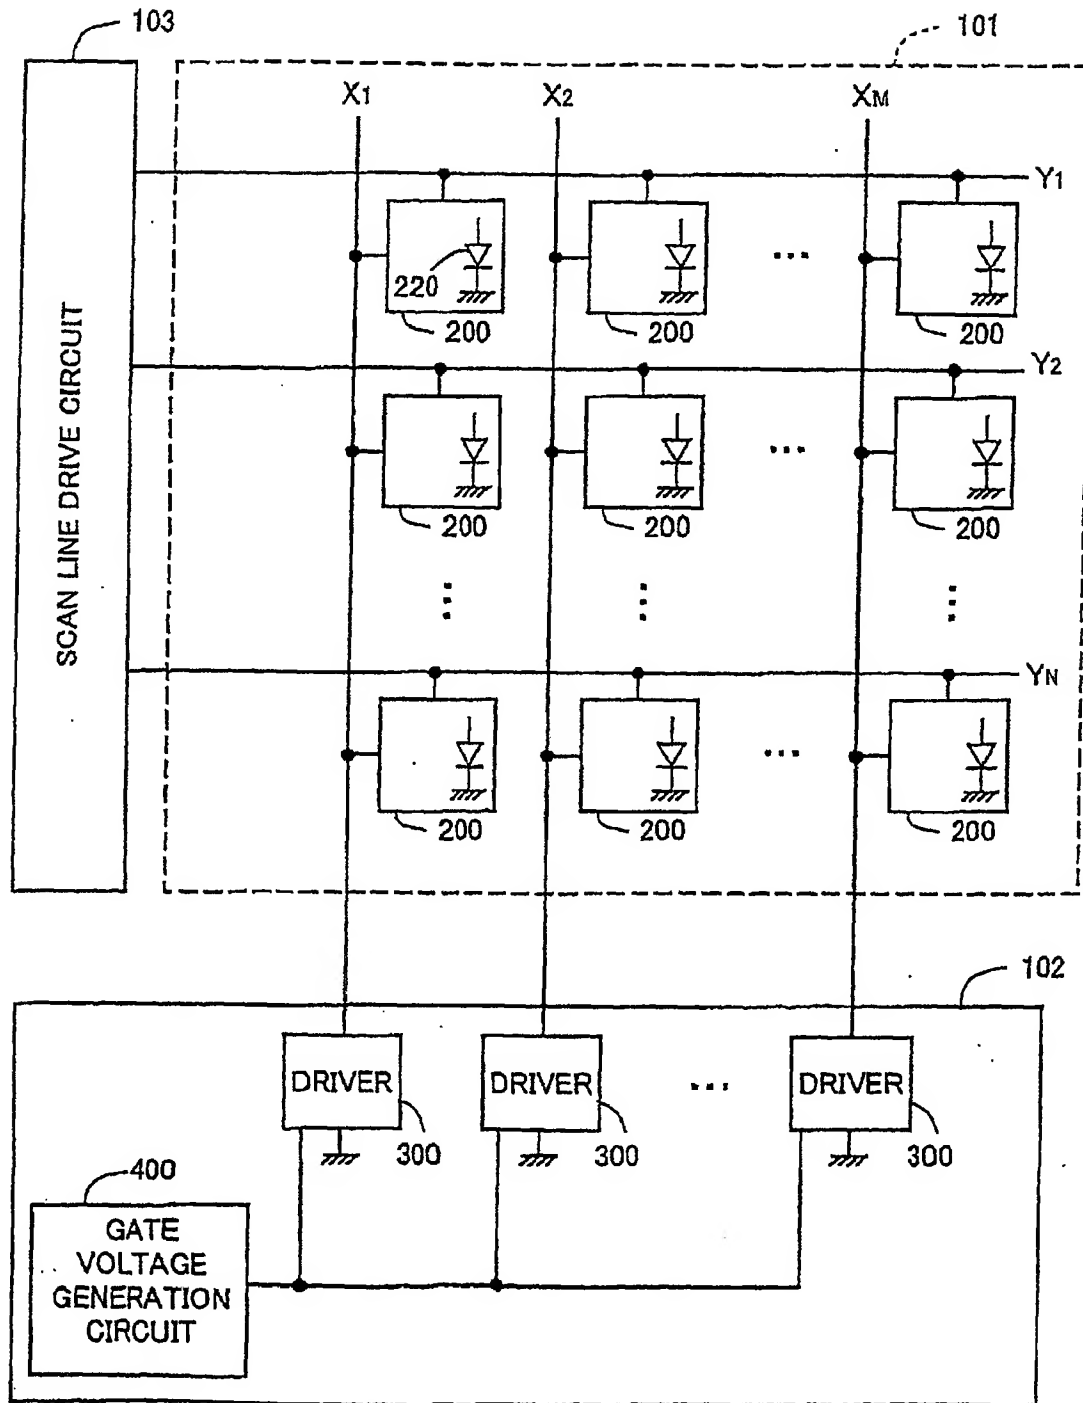 103
101
X1 X2 XM
Y1
220
200 200 200
Y2
SCAN LINE DRIVE CIRCUIT
... ...
200 200 200
... ... ...
YN
...
200 200 200
102
DRIVER DRIVER ... DRIVER
300 300 300
400
GATE
VOLTAGE
GENERATION
CIRCUIT